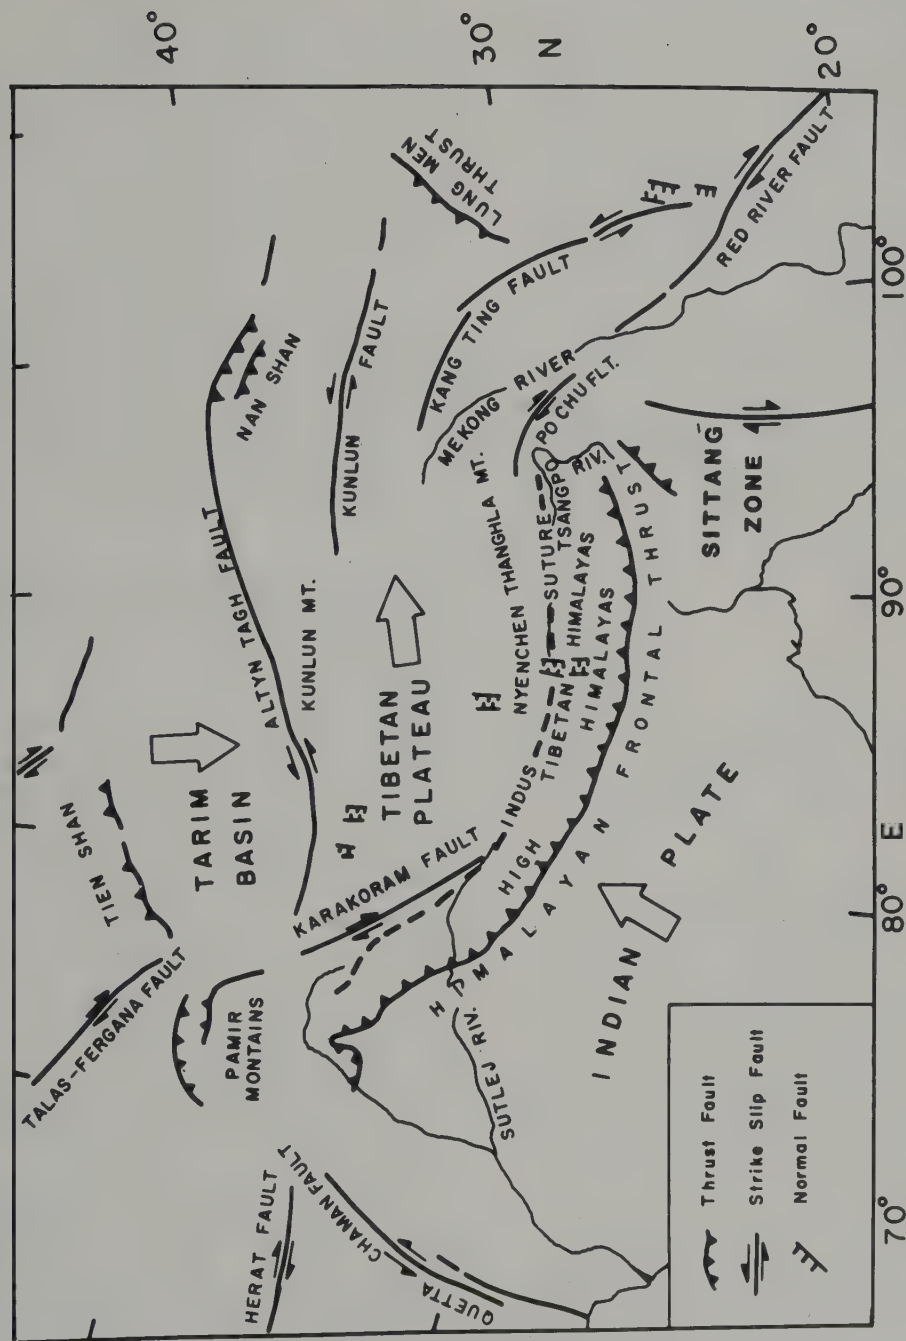 40°
30°
N
20°
TALAS-FERGANA FAULT
TIEN SHAN
PAMIR
MONTAINS
TARIM
BASIN
ALTYN TAGH FAULT
NAN SHAN
KUNLUN MT.
KUNLUN FAULT
LUNG MEN
THRUST
HERAT FAULT
QUETTA CHAMAN FAULT
KARAKORAM FAULT
TIBETAN
PLATEAU
KANG TING FAULT
MEKONG RIVER
NYENCHEN THANGHLA MT.
PO CHU FLT.
INDUS SUTURE
TSANGPO RIV.
TIBETAN HIMALAYAS
HIGH HIMALAYAS
HIMALAYAN FRONTAL THRUST
SUTLEJ RIV.
INDIAN PLATE
SITTANG
ZONE
RED RIVER FAULT
Thrust Fault
Strike Slip Fault
Normal Fault
70°
80°
E
90°
100°